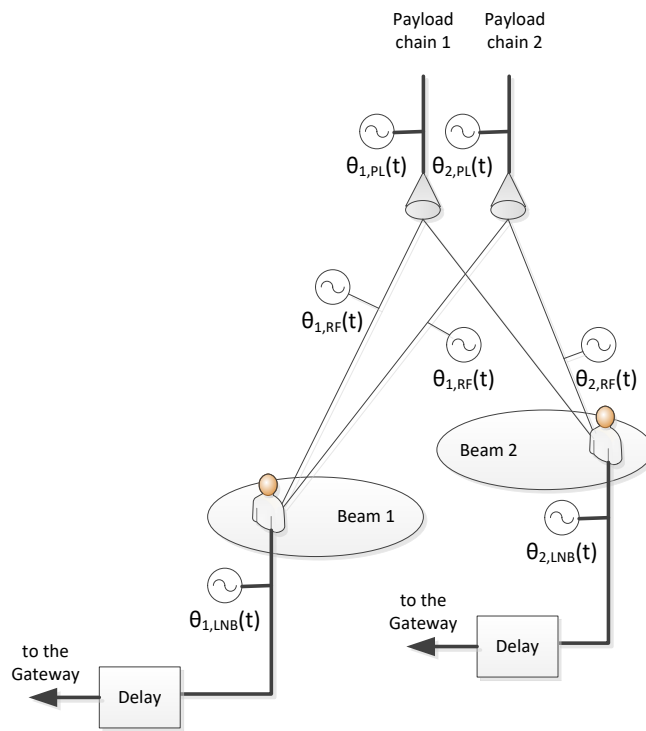 Payload
chain 1
Payload
chain 2
θ1,PL(t)
θ2,PL(t)
θ1,RF(t)
θ1,RF(t)
θ2,RF(t)
Beam 2
Beam 1
θ2,LNB(t)
θ1,LNB(t)
to the
Gateway
Delay
to the
Gateway
Delay